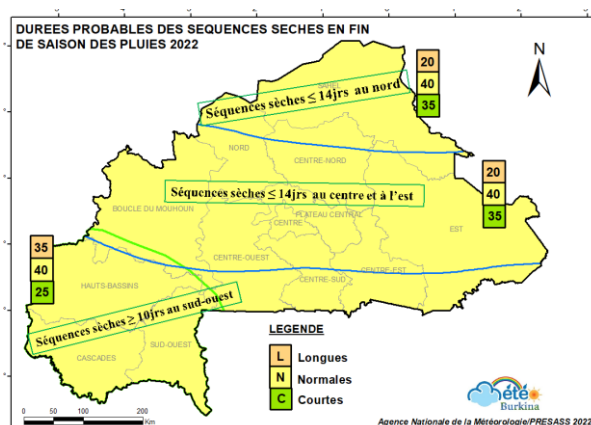 DUREES PROBABLES DES SEQUENCES SECHES EN FIN
DE SAISON DES PLUIES 2022
N
SAHEL
20
40
35
Séquences sèches ≤ 14jrs au nord
NORD
CENTRE-NORD
20
40
35
Séquences sèches ≤ 14jrs au centre et à l'est
BOUCLE DU MOUHOUN
PLATEAU CENTRAL
CENTRE
EST
35
40
25
CENTRE-OUEST
CENTRE-EST
HAUTS-BASSINS
CENTRE-SUD
Séquences sèches ≥ 10jrs au sud-ouest
SUD-OUEST
CASCADES
LEGENDE
L Longues
N Normales
C Courtes
0 50 100 200
Km
Météo
Burkina
Agence Nationale de la Météorologie/PRESASS 2022